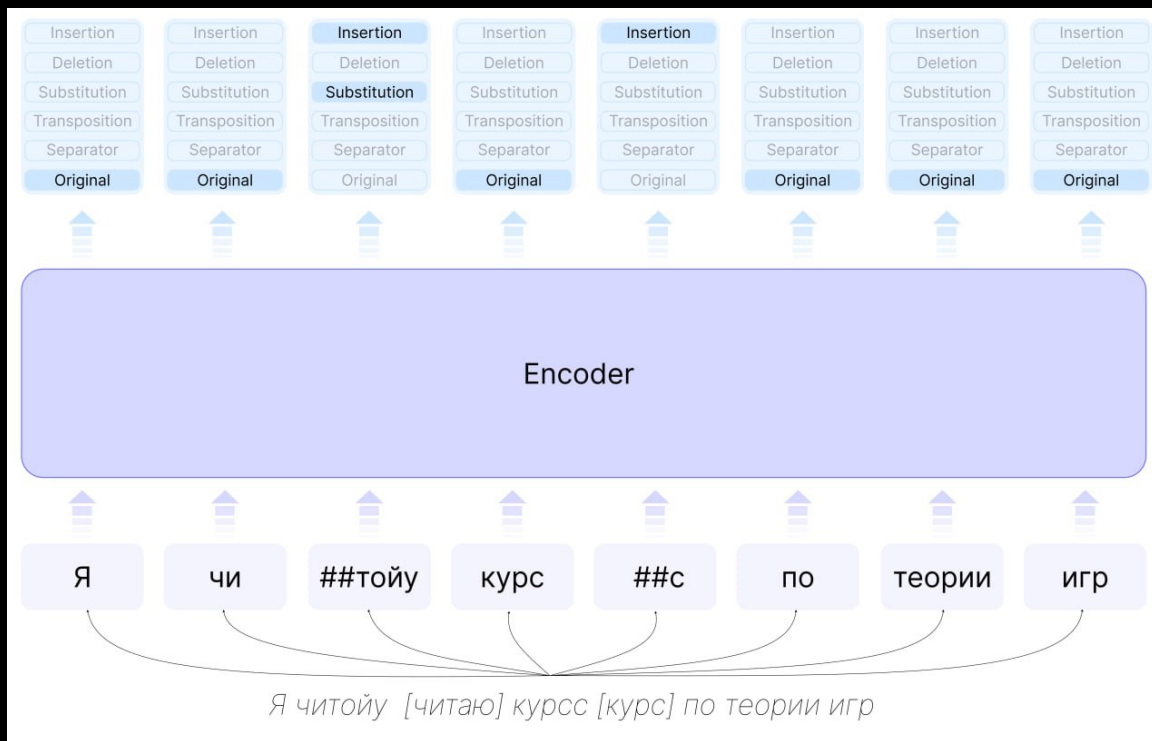 Insertion Insertion Insertion Insertion Insertion Insertion Insertion Insertion
Deletion Deletion Deletion Deletion Deletion Deletion Deletion Deletion
Substitution Substitution Substitution Substitution Substitution Substitution Substitution Substitution
Transposition Transposition Transposition Transposition Transposition Transposition Transposition Transposition
Separator Separator Separator Separator Separator Separator Separator Separator
Original Original Original Original Original Original Original Original
Encoder
Я чи ##тойу курс ##с по теории игр
Я читойу [читаю] курсс [курс] по теории игр